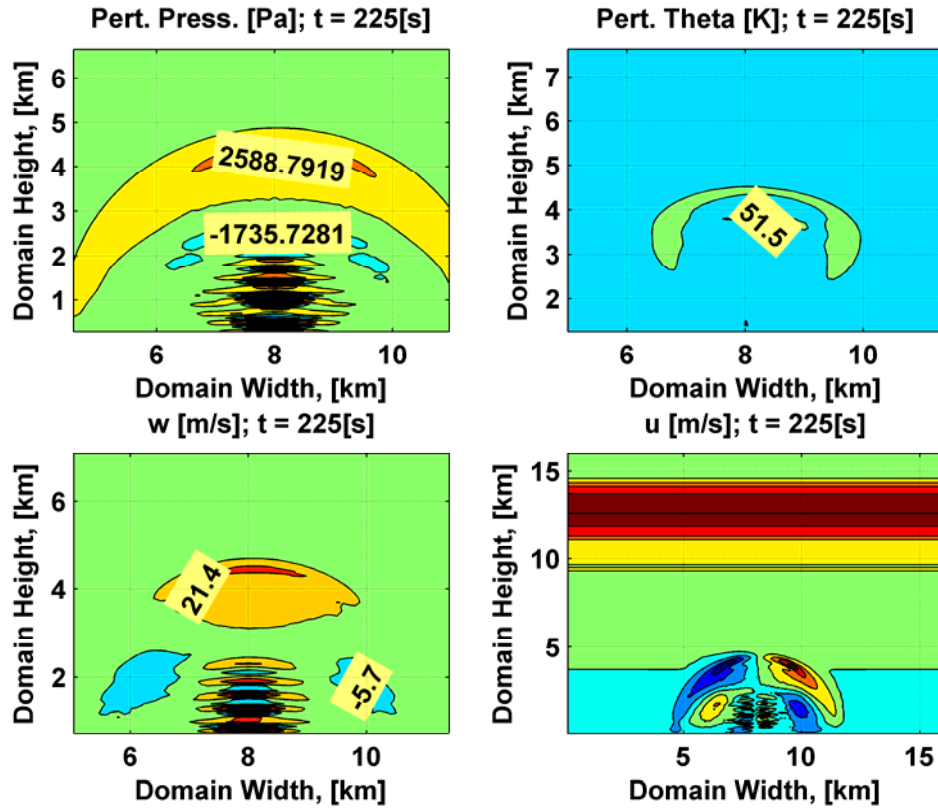 Pert. Press. [Pa]; t = 225[s]
Domain Height, [km]
6
5
4
3
2
1
2588.7919
-1735.7281
6 8 10
Domain Width, [km]
Pert. Theta [K]; t = 225[s]
Domain Height, [km]
7
6
5
4
3
2
51.5
6 8 10
Domain Width, [km]
w [m/s]; t = 225[s]
Domain Height, [km]
6
4
2
21.4
-5.7
6 8 10
Domain Width, [km]
u [m/s]; t = 225[s]
Domain Height, [km]
15
10
5
5 10 15
Domain Width, [km]